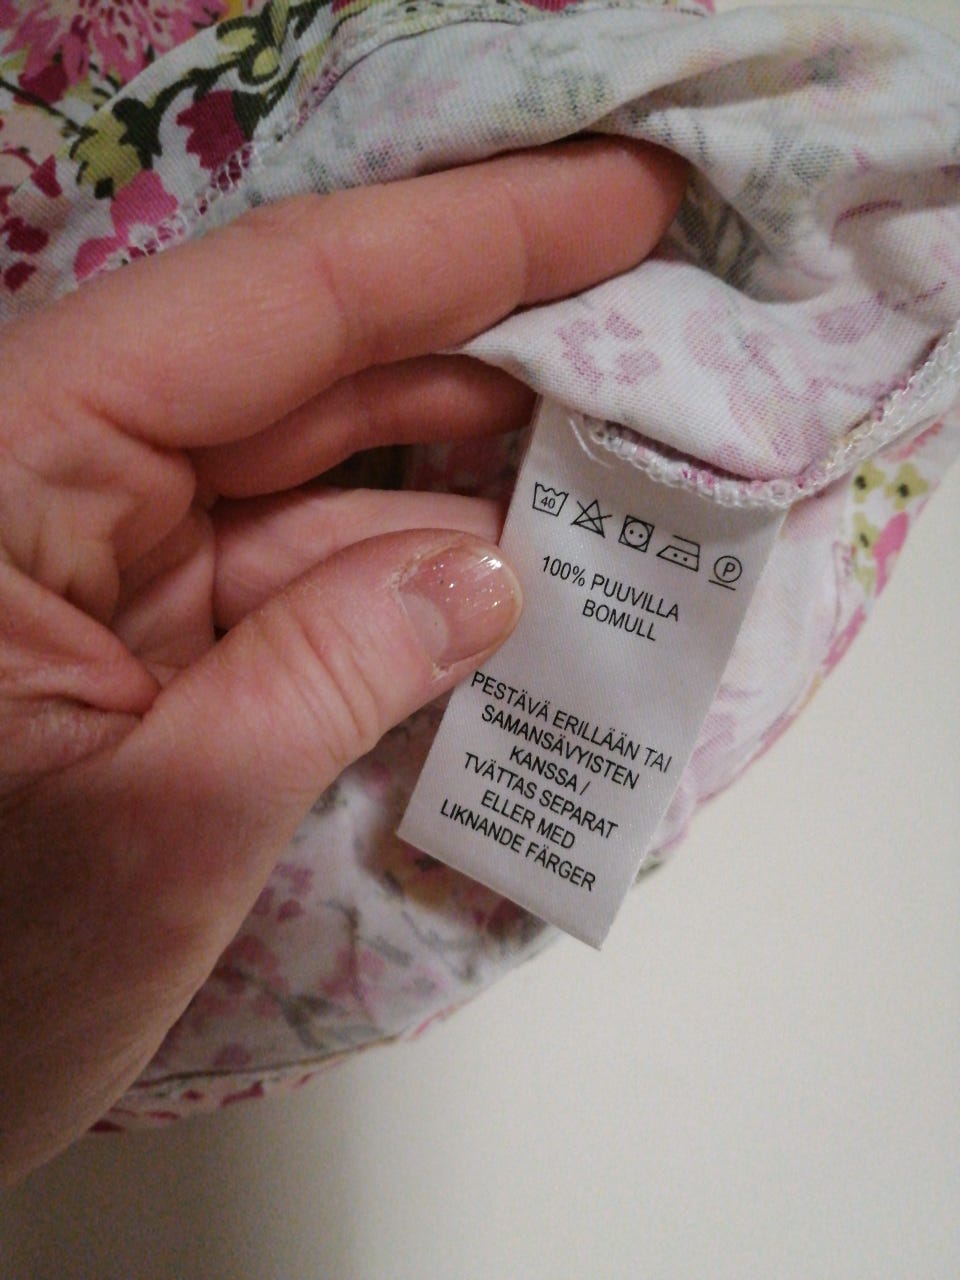 40 P
100% PUUVILLA
BOMULL
PESTÄVÄ ERILLÄÄN TAI
SAMANSÄVYISTEN
KANSSA /
TVÄTTAS SEPARAT
ELLER MED
LIKNANDE FÄRGER